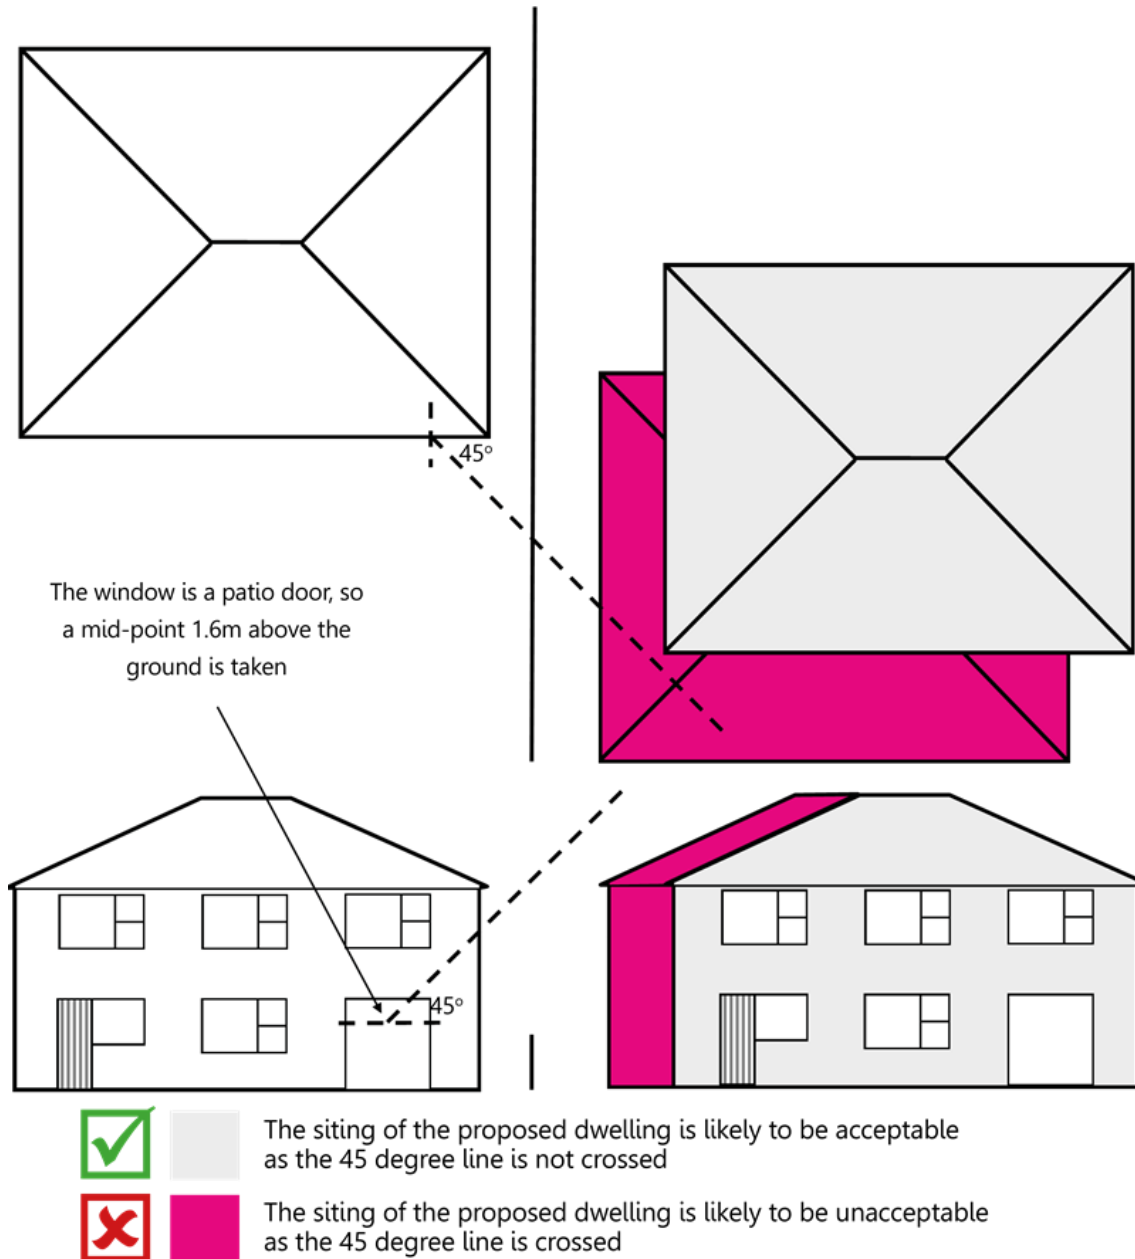 45°
The window is a patio door, so
a mid-point 1.6m above the
ground is taken
45°
The siting of the proposed dwelling is likely to be acceptable
as the 45 degree line is not crossed
The siting of the proposed dwelling is likely to be unacceptable
as the 45 degree line is crossed